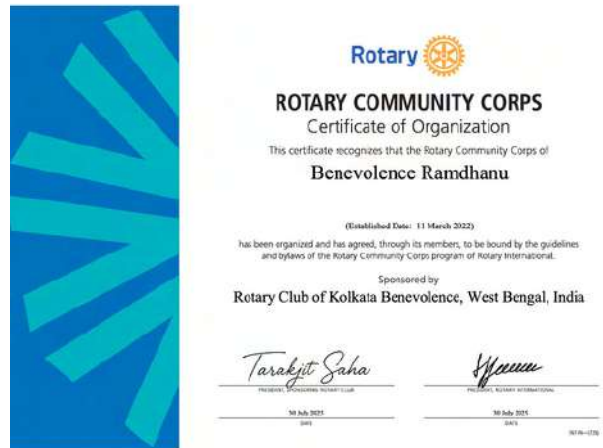 Rotary
ROTARY COMMUNITY CORPS
Certificate of Organization
This certificate recognizes that the Rotary Community Corps of
Benevolence Ramdhanu
(Established Date: 11 March 2022)
has been organized and has agreed, through its members, to be bound by the guidelines
and bylaws of the Rotary Community Corps program of Rotary International.
Sponsored by
Rotary Club of Kolkata Benevolence, West Bengal, India
Tarakjit Saha
PRESIDENT, SPONSORING ROTARY CLUB
PRESIDENT, ROTARY INTERNATIONAL
30 July 2025
30 July 2025
DATE
DATE